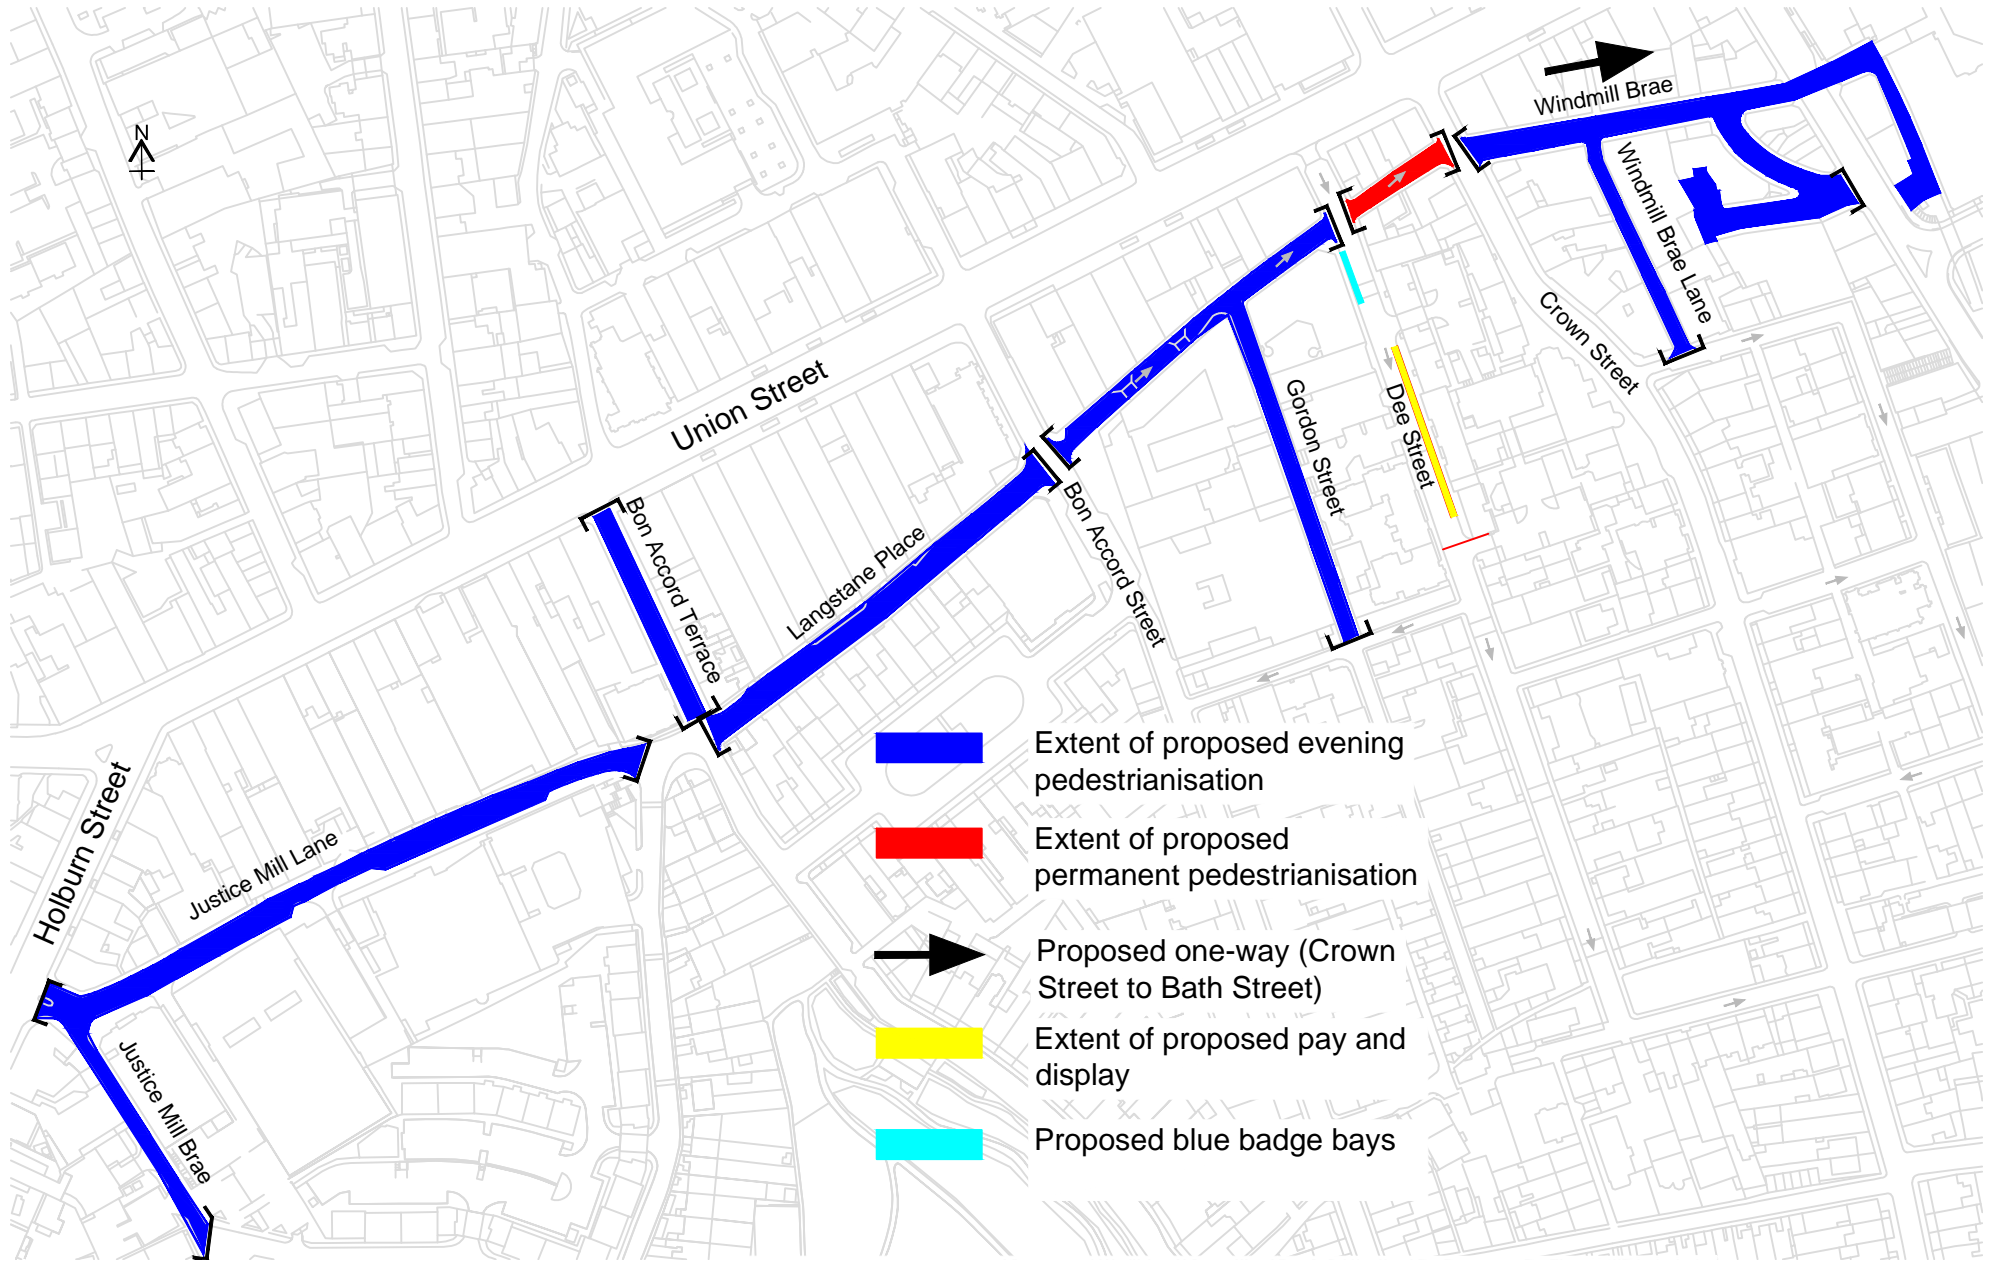 N
Windmill Brae
Windmill Brae Lane
Crown Street
Union Street
Gordon Street
Dee Street
Bon Accord Terrace
Langstane Place
Bon Accord Street
Holburn Street
Justice Mill Lane
Justice Mill Brae
Extent of proposed evening
pedestrianisation
Extent of proposed
permanent pedestrianisation
Proposed one-way (Crown
Street to Bath Street)
Extent of proposed pay and
display
Proposed blue badge bays